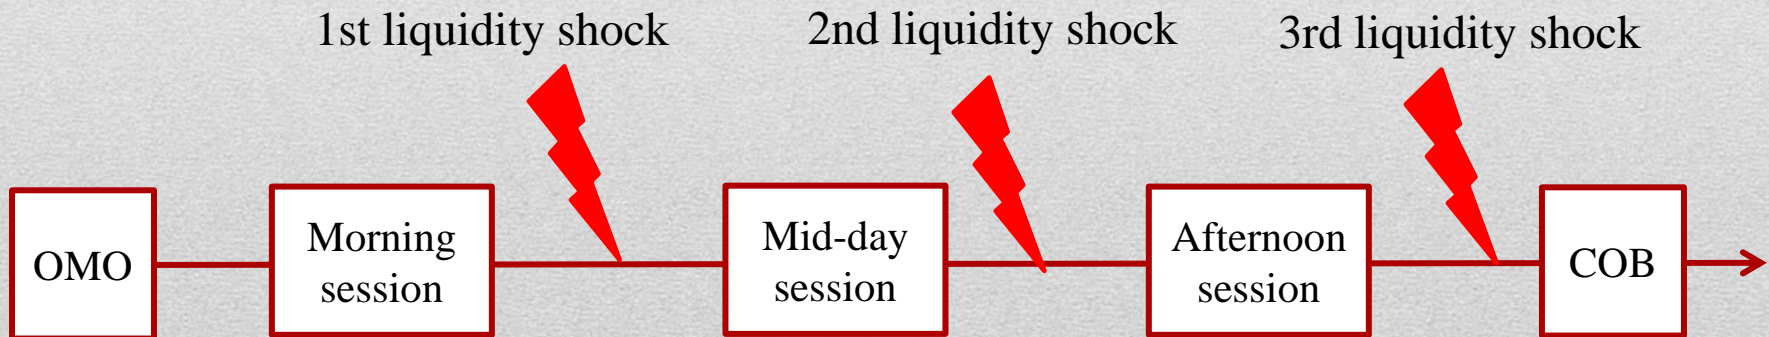 1st liquidity shock
2nd liquidity shock
3rd liquidity shock
OMO
Morning
session
Mid-day
session
Afternoon
session
COB